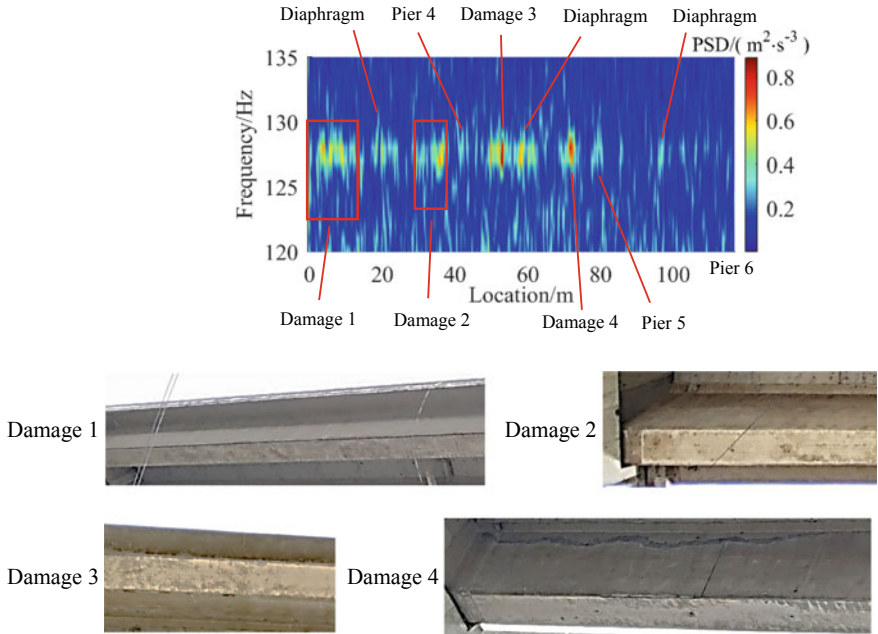 Diaphragm Pier 4 Damage 3 Diaphragm Diaphragm
PSD/( m²·s⁻³)
135
130
125
120
Frequency/Hz
0.8
0.6
0.4
0.2
0 20 40 60 80 100
Pier 6
Location/m
Damage 1 Damage 2 Damage 4 Pier 5
Damage 1
Damage 2
Damage 3
Damage 4